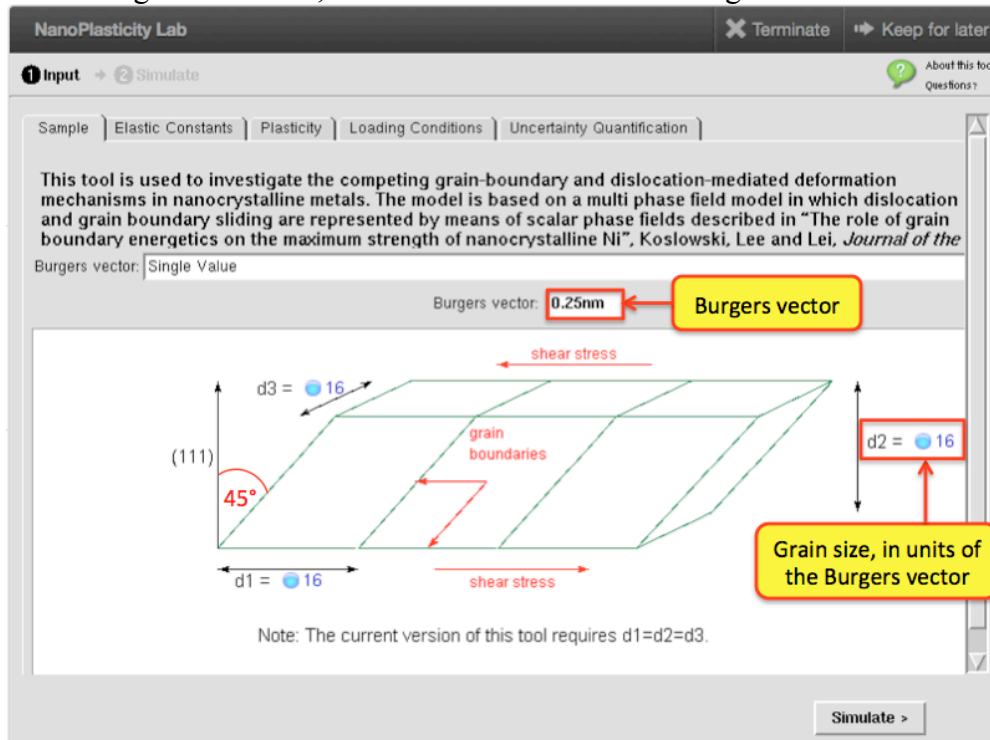 NanoPlasticity Lab
Terminate
Keep for later
1 Input
2 Simulate
?
About this too
Questions?
Sample
Elastic Constants
Plasticity
Loading Conditions
Uncertainty Quantification
This tool is used to investigate the competing grain-boundary and dislocation-mediated deformation
mechanisms in nanocrystalline metals. The model is based on a multi phase field model in which dislocation
and grain boundary sliding are represented by means of scalar phase fields described in "The role of grain
boundary energetics on the maximum strength of nanocrystalline Ni", Koslowski, Lee and Lei, Journal of the
Burgers vector: Single Value
Burgers vector: 0.25nm
Burgers vector
shear stress
d3 = 16
grain
boundaries
d2 = 16
(111)
45°
Grain size, in units of
the Burgers vector
d1 = 16
shear stress
Note: The current version of this tool requires d1=d2=d3.
Simulate >